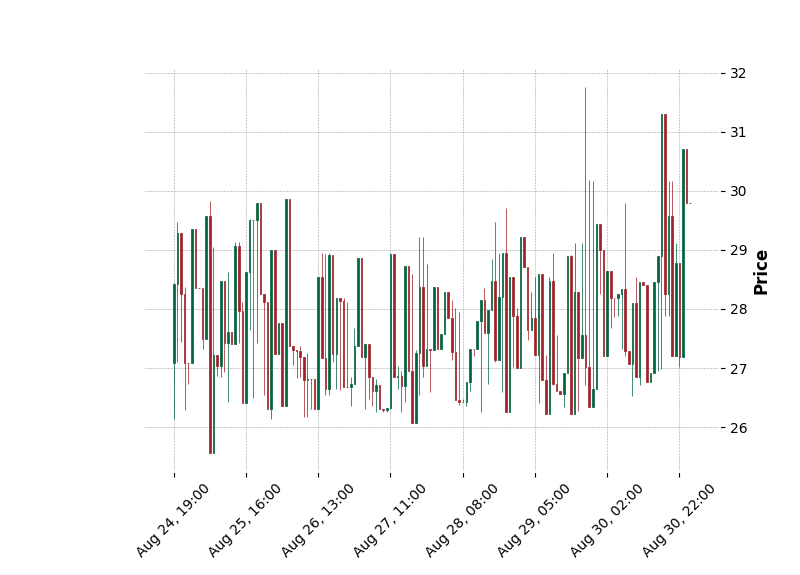 32
31
30
29
28
27
26
Price
Aug 24, 19:00
Aug 25, 16:00
Aug 26, 13:00
Aug 27, 11:00
Aug 28, 08:00
Aug 29, 05:00
Aug 30, 02:00
Aug 30, 22:00